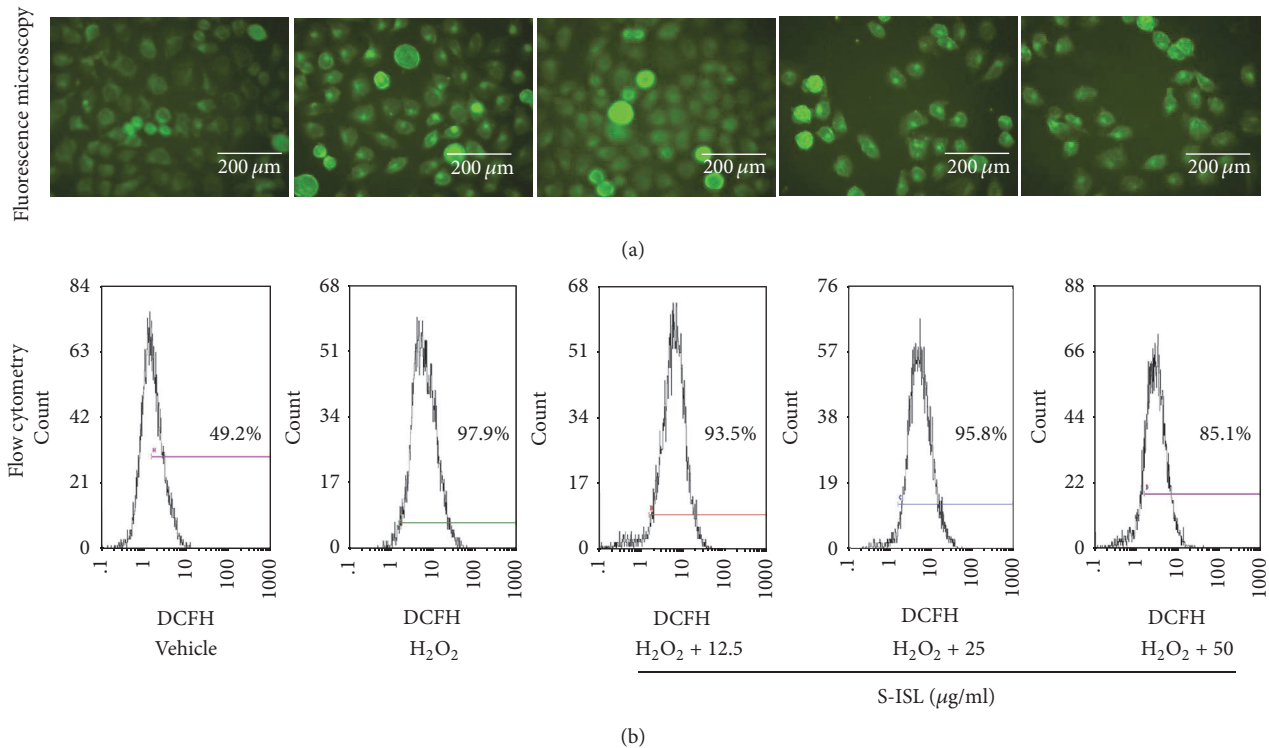 Fluorescence microscopy
200 μm
200 μm
200 μm
200 μm
200 μm
(a)
Flow cytometry
Count
84
63
42
21
0
49.2%
.1
1
10
100
1000
DCFH
Vehicle
Count
68
51
34
17
0
97.9%
.1
1
10
100
1000
DCFH
H₂O₂
Count
68
51
34
17
0
93.5%
.1
1
10
100
1000
DCFH
H₂O₂ + 12.5
Count
76
57
38
19
0
95.8%
.1
1
10
100
1000
DCFH
H₂O₂ + 25
Count
88
66
44
22
0
85.1%
.1
1
10
100
1000
DCFH
H₂O₂ + 50
S-ISL (μg/ml)
(b)